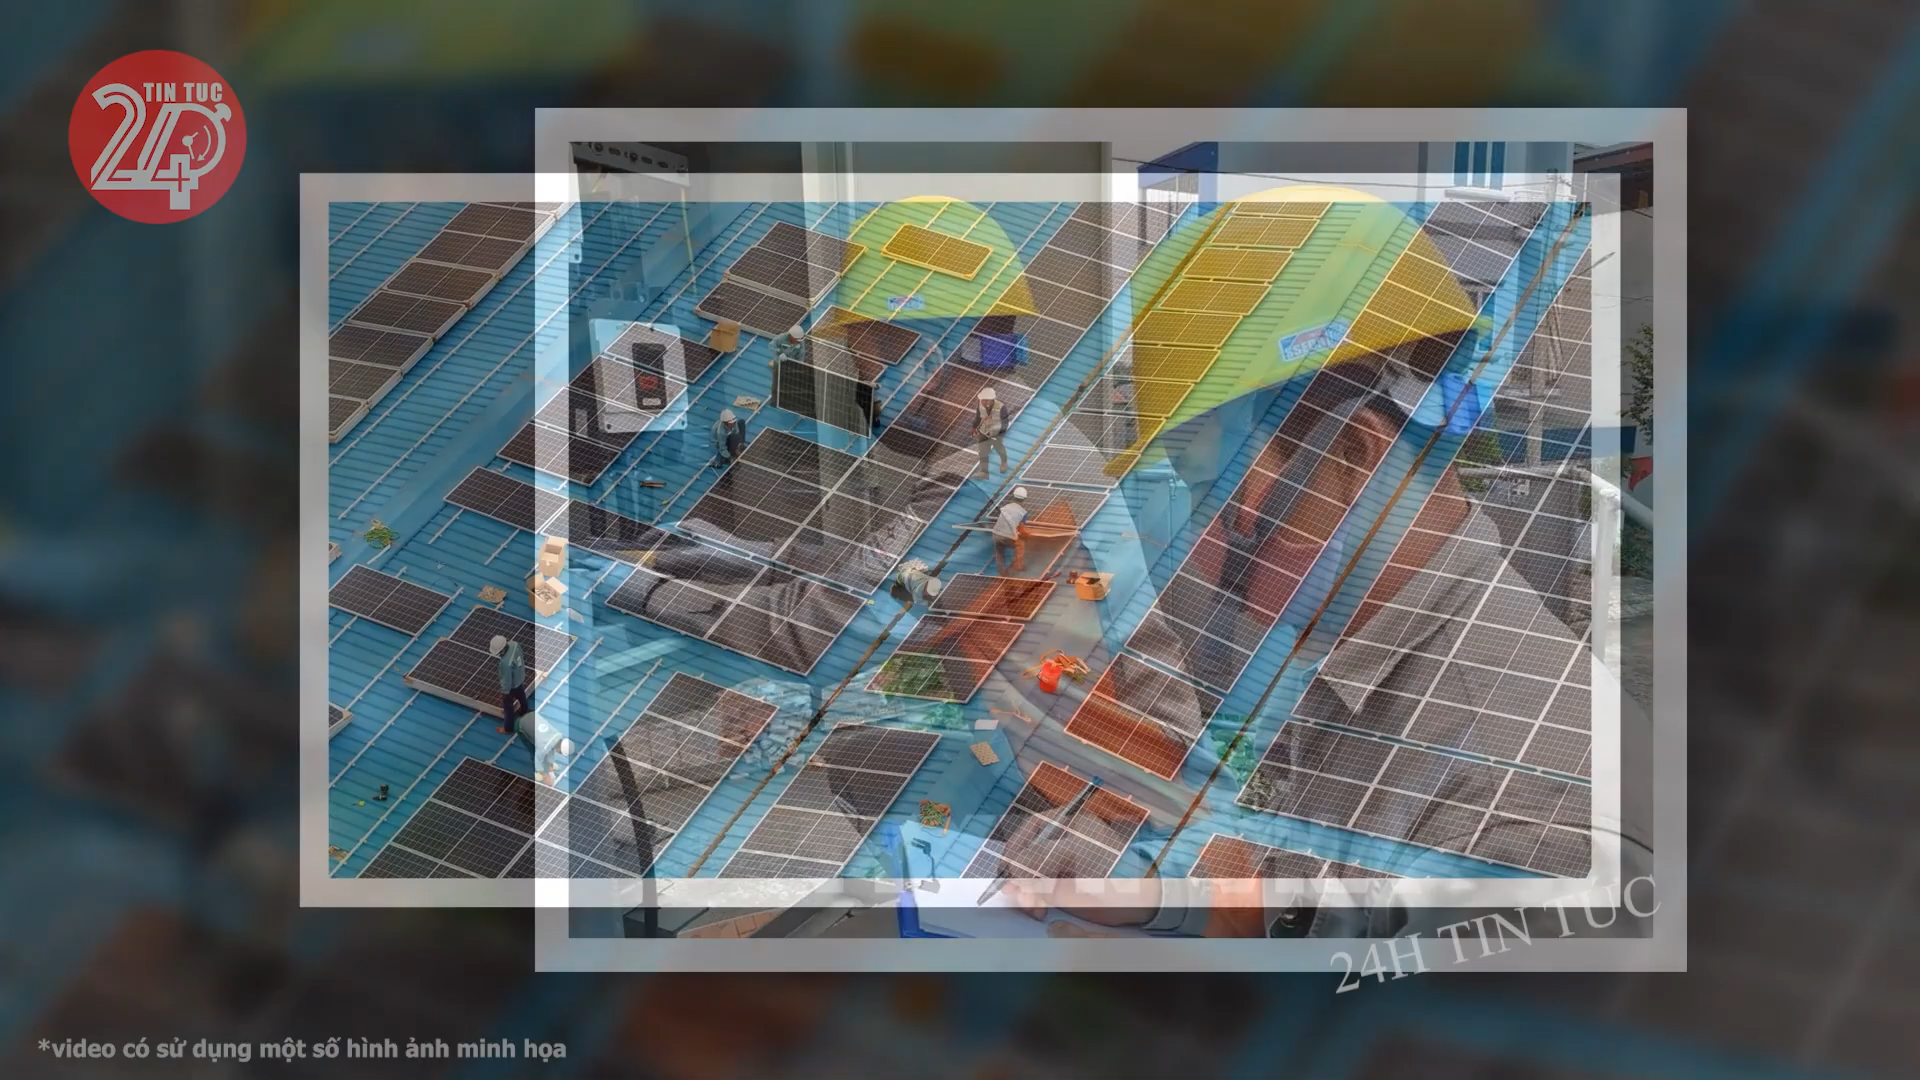 TIN TUC
24
24H TIN TUC
*video có sử dụng một số hình ảnh minh họa